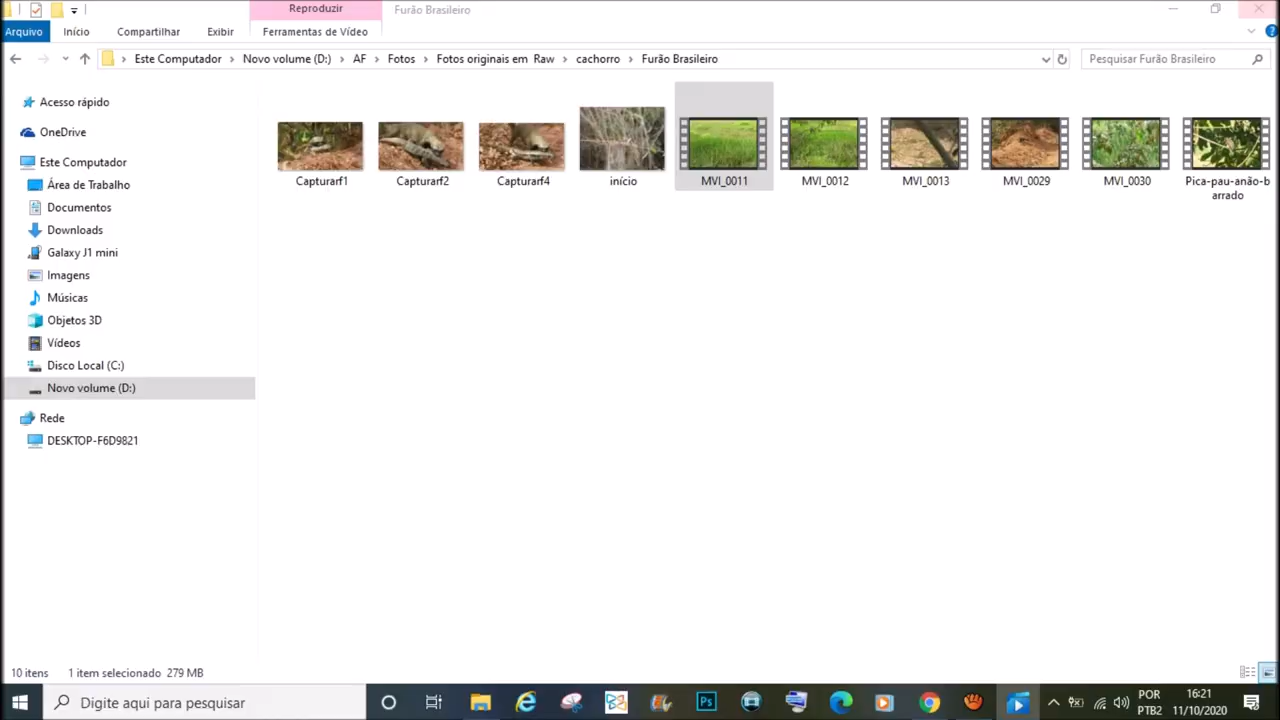 Reproduzir
Furão Brasileiro
Arquivo
Início
Compartilhar
Exibir
Ferramentas de Vídeo
Este Computador
Novo volume (D:)
AF
Fotos
Fotos originais em Raw
cachorro
Furão Brasileiro
Pesquisar Furão Brasileiro
Acesso rápido
OneDrive
Este Computador
Área de Trabalho
Documentos
Downloads
Galaxy J1 mini
Imagens
Músicas
Objetos 3D
Vídeos
Disco Local (C:)
Novo volume (D:)
Rede
DESKTOP-F6D9821
Capturarf1
Capturarf2
Capturarf4
início
MVI_0011
MVI_0012
MVI_0013
MVI_0029
MVI_0030
Pica-pau-anão-b
arrado
10 itens
1 item selecionado 279 MB
Digite aqui para pesquisar
Ps
POR
PTB2
16:21
11/10/2020